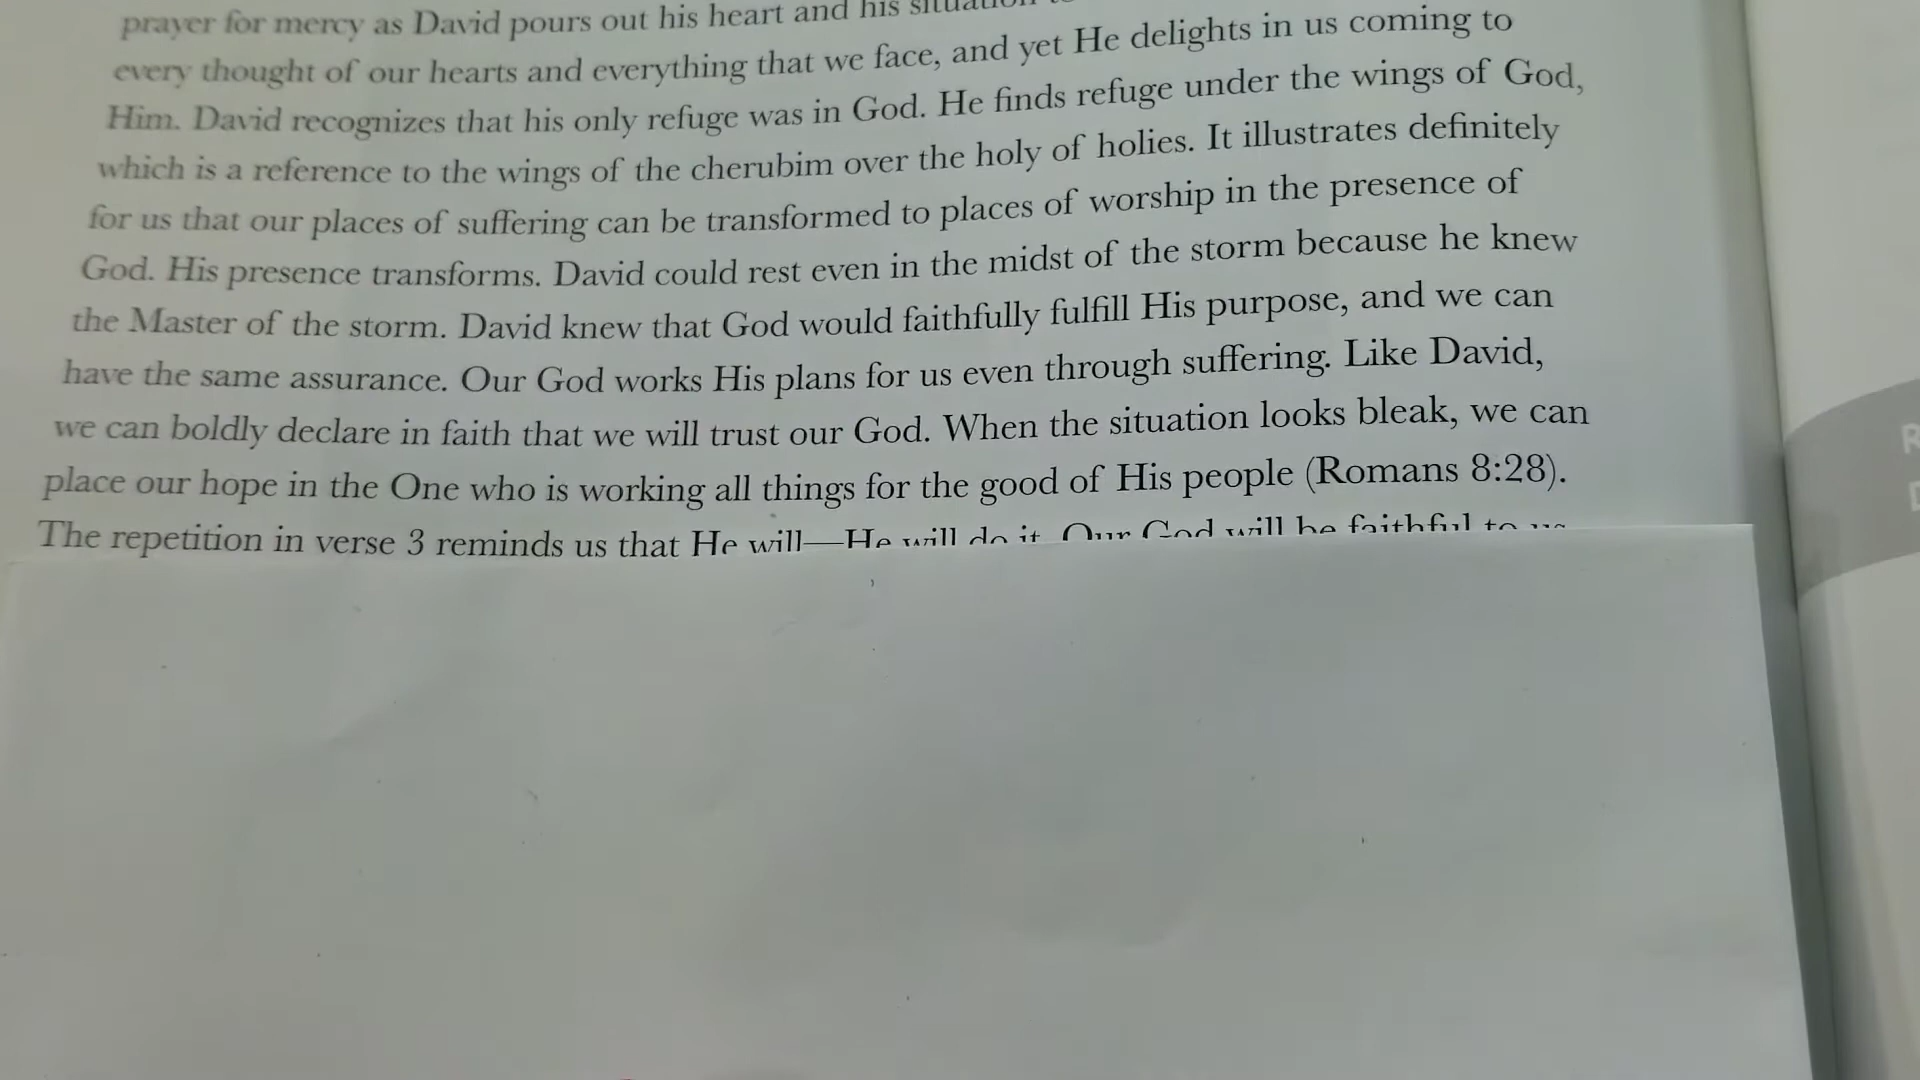 prayer for mercy as David pours out his heart and his situation
every thought of our hearts and everything that we face, and yet He delights in us coming to
Him. David recognizes that his only refuge was in God. He finds refuge under the wings of God,
which is a reference to the wings of the cherubim over the holy of holies. It illustrates definitely
for us that our places of suffering can be transformed to places of worship in the presence of
God. His presence transforms. David could rest even in the midst of the storm because he knew
the Master of the storm. David knew that God would faithfully fulfill His purpose, and we can
have the same assurance. Our God works His plans for us even through suffering. Like David,
we can boldly declare in faith that we will trust our God. When the situation looks bleak, we can
place our hope in the One who is working all things for the good of His people (Romans 8:28).
The repetition in verse 3 reminds us that He will—He will do it. Our God will be faithful to us
R